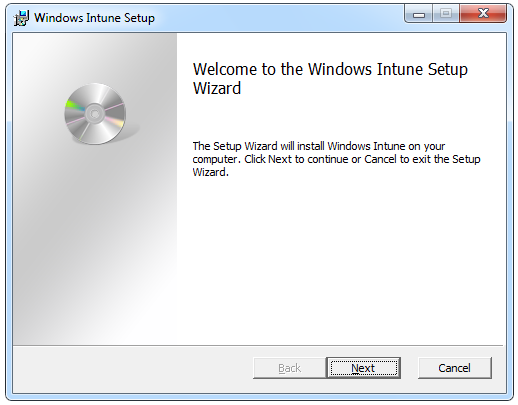 Windows Intune Setup
Welcome to the Windows Intune Setup
Wizard
The Setup Wizard will install Windows Intune on your
computer. Click Next to continue or Cancel to exit the Setup
Wizard.
Back
Next
Cancel